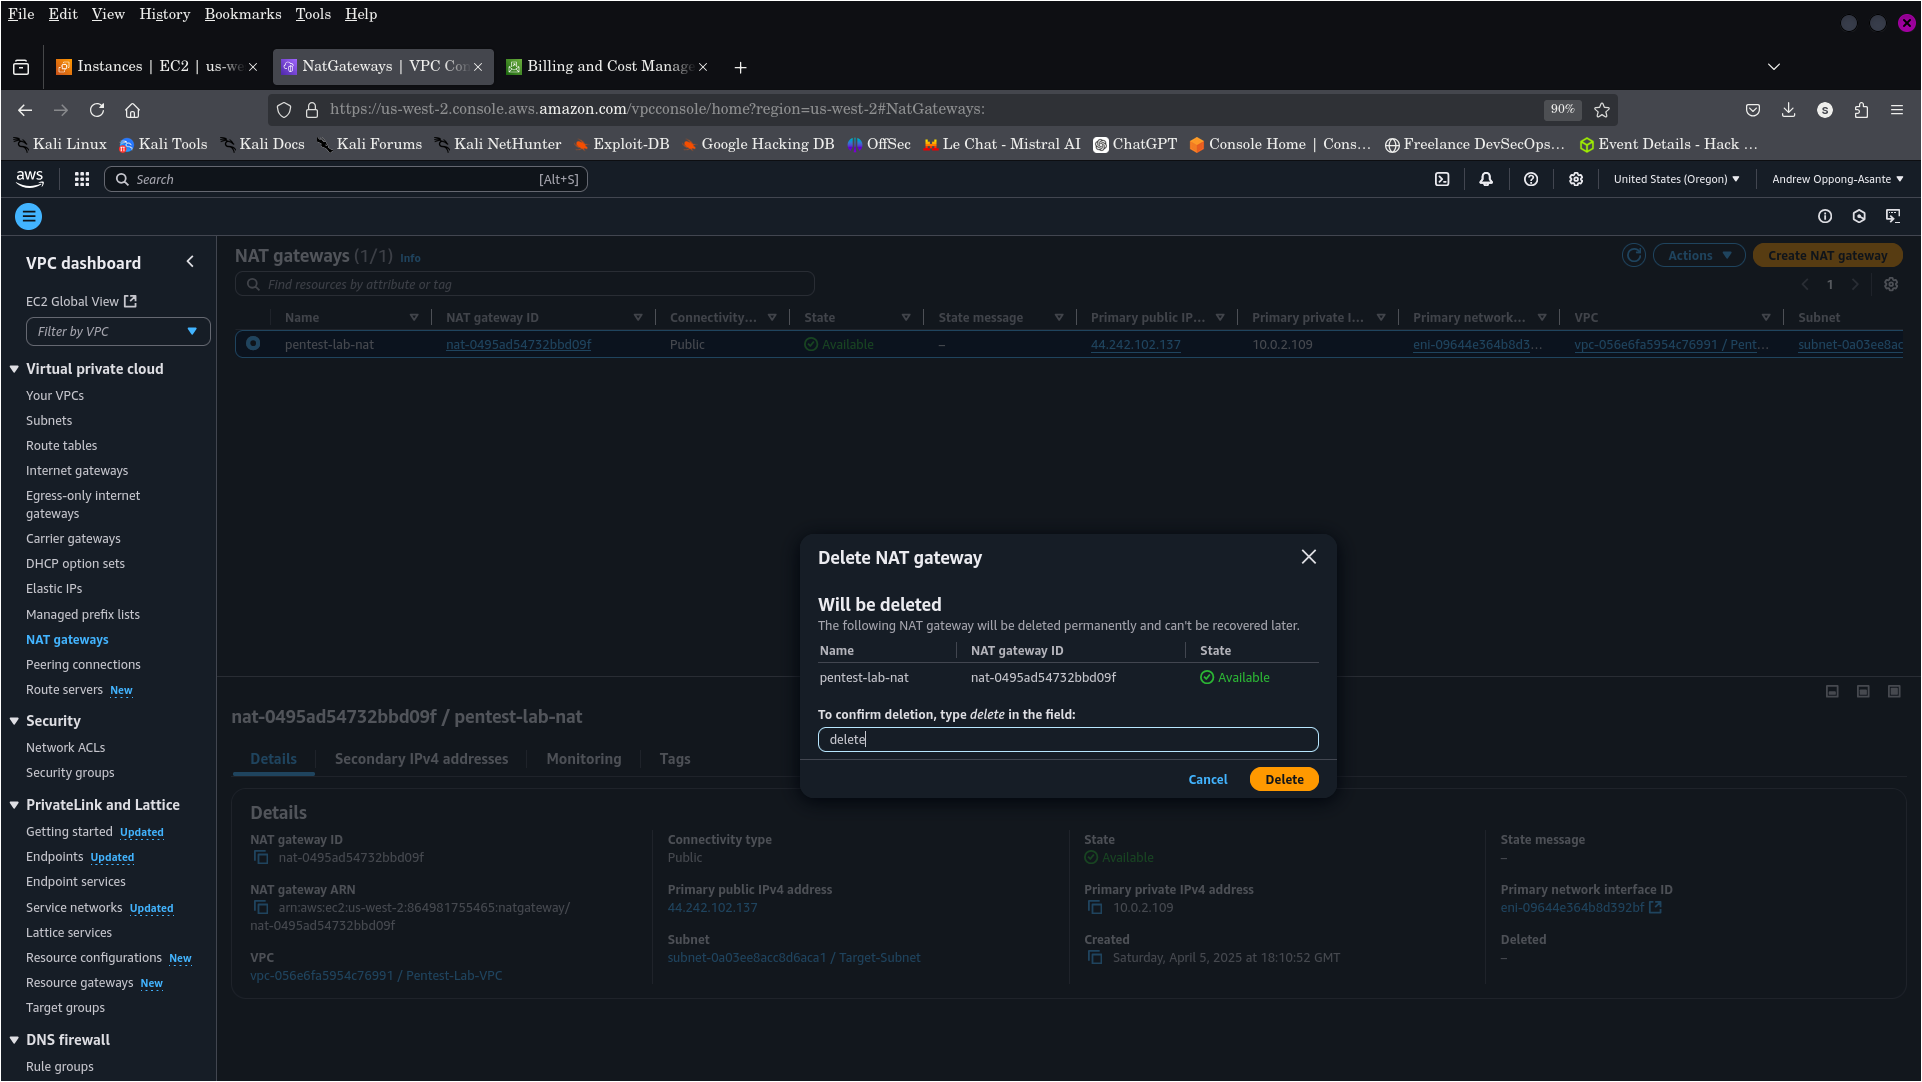 File Edit View History Bookmarks Tools Help
Instances | EC2 | us-we
NatGateways | VPC Con
Billing and Cost Manage
https://us-west-2.console.aws.amazon.com/vpcconsole/home?region=us-west-2#NatGateways:
90%
S
Kali Linux Kali Tools Kali Docs Kali Forums Kali NetHunter Exploit-DB Google Hacking DB OffSec Le Chat - Mistral AI ChatGPT Console Home | Cons… Freelance DevSecOps… Event Details - Hack …
aws Search [Alt+S] United States (Oregon) Andrew Oppong-Asante
VPC dashboard
EC2 Global View
Filter by VPC
Virtual private cloud
Your VPCs
Subnets
Route tables
Internet gateways
Egress-only internet
gateways
Carrier gateways
DHCP option sets
Elastic IPs
Managed prefix lists
NAT gateways
Peering connections
Route servers New
Security
Network ACLs
Security groups
PrivateLink and Lattice
Getting started Updated
Endpoints Updated
Endpoint services
Service networks Updated
Lattice services
Resource configurations New
Resource gateways New
Target groups
DNS firewall
Rule groups
NAT gateways (1/1) Info
Actions
Create NAT gateway
Find resources by attribute or tag
1
Name NAT gateway ID Connectivity... State State message Primary public IP... Primary private I... Primary network... VPC Subnet
pentest-lab-nat nat-0495ad54732bbd09f Public Available – 44.242.102.137 10.0.2.109 eni-09644e364b8d3... vpc-056e6fa5954c76991 / Pent... subnet-0a03ee8ac
Delete NAT gateway
Will be deleted
The following NAT gateway will be deleted permanently and can't be recovered later.
Name NAT gateway ID State
pentest-lab-nat nat-0495ad54732bbd09f Available
To confirm deletion, type delete in the field:
delete
Cancel Delete
nat-0495ad54732bbd09f / pentest-lab-nat
Details Secondary IPv4 addresses Monitoring Tags
Details
NAT gateway ID
nat-0495ad54732bbd09f
NAT gateway ARN
arn:aws:ec2:us-west-2:864981755465:natgateway/
nat-0495ad54732bbd09f
VPC
vpc-056e6fa5954c76991 / Pentest-Lab-VPC
Connectivity type
Public
Primary public IPv4 address
44.242.102.137
Subnet
subnet-0a03ee8acc8d6aca1 / Target-Subnet
State
Available
Primary private IPv4 address
10.0.2.109
Created
Saturday, April 5, 2025 at 18:10:52 GMT
State message
–
Primary network interface ID
eni-09644e364b8d392bf
Deleted
–